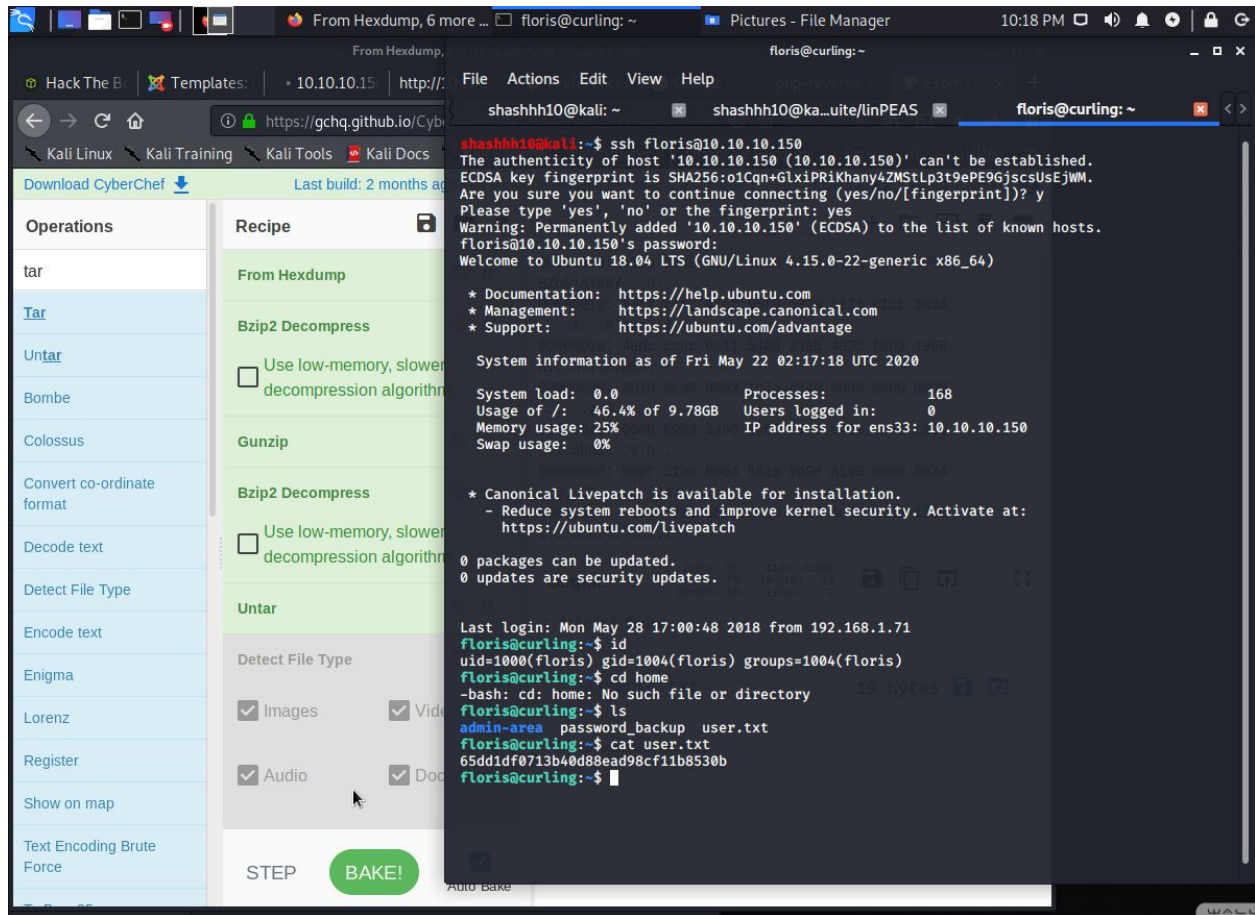 From Hexdump, 6 more ...
floris@curling: ~
Pictures - File Manager
10:18 PM
From Hexdump,
floris@curling: ~
Hack The B
Templates:
10.10.10.15
http://1
File Actions Edit View Help
shashhh10@kali: ~
shashhh10@ka...uite/linPEAS
floris@curling: ~
https://gchq.github.io/Cyb
Kali Linux
Kali Training
Kali Tools
Kali Docs
Download CyberChef
Last build: 2 months ag
Operations
Recipe
tar
Tar
Untar
Bombe
Colossus
Convert co-ordinate
format
Decode text
Detect File Type
Encode text
Enigma
Lorenz
Register
Show on map
Text Encoding Brute
Force
From Hexdump
Bzip2 Decompress
Use low-memory, slower
decompression algorithm
Gunzip
Bzip2 Decompress
Use low-memory, slower
decompression algorithm
Untar
Detect File Type
Images
Vide
Audio
Doc
STEP
BAKE!
Auto Bake
shashhh10@kali:~$ ssh floris@10.10.10.150
The authenticity of host '10.10.10.150 (10.10.10.150)' can't be established.
ECDSA key fingerprint is SHA256:o1Cqn+GlxiPRiKhany4ZMStLp3t9ePE9GjscsUsEjWM.
Are you sure you want to continue connecting (yes/no/[fingerprint])? y
Please type 'yes', 'no' or the fingerprint: yes
Warning: Permanently added '10.10.10.150' (ECDSA) to the list of known hosts.
floris@10.10.10.150's password:
Welcome to Ubuntu 18.04 LTS (GNU/Linux 4.15.0-22-generic x86_64)
* Documentation: https://help.ubuntu.com
* Management: https://landscape.canonical.com
* Support: https://ubuntu.com/advantage
System information as of Fri May 22 02:17:18 UTC 2020
System load: 0.0 Processes: 168
Usage of /: 46.4% of 9.78GB Users logged in: 0
Memory usage: 25% IP address for ens33: 10.10.10.150
Swap usage: 0%
* Canonical Livepatch is available for installation.
- Reduce system reboots and improve kernel security. Activate at:
https://ubuntu.com/livepatch
0 packages can be updated.
0 updates are security updates.
Last login: Mon May 28 17:00:48 2018 from 192.168.1.71
floris@curling:~$ id
uid=1000(floris) gid=1004(floris) groups=1004(floris)
floris@curling:~$ cd home
-bash: cd: home: No such file or directory
floris@curling:~$ ls
admin-area password_backup user.txt
floris@curling:~$ cat user.txt
65dd1df0713b40d88ead98cf11b8530b
floris@curling:~$